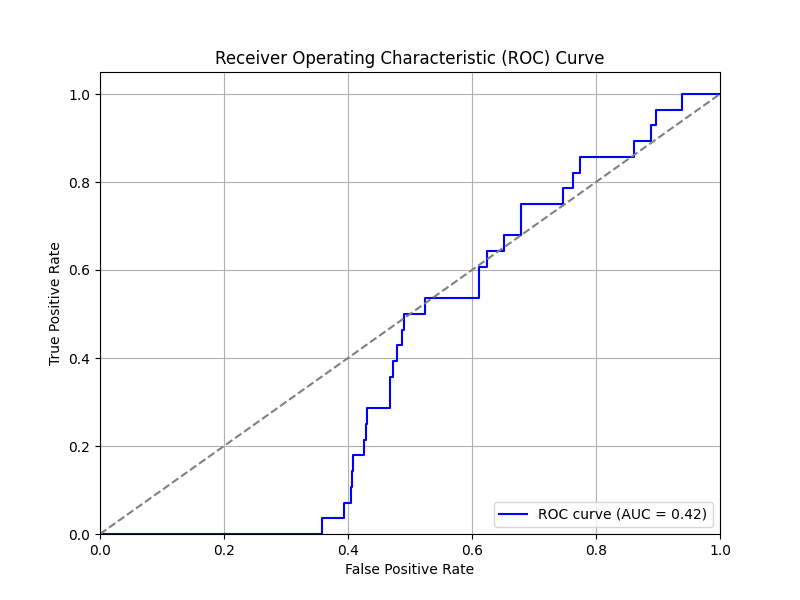 Receiver Operating Characteristic (ROC) Curve
True Positive Rate
1.0
0.8
0.6
0.4
0.2
0.0
0.0 0.2 0.4 0.6 0.8 1.0
False Positive Rate
ROC curve (AUC = 0.42)